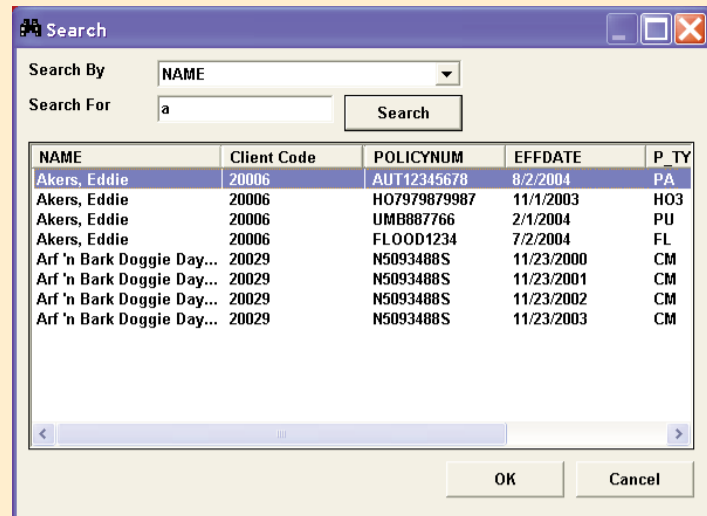 Search
Search By NAME
Search For a Search
NAME Client Code POLICYNUM EFFDATE P_TY
Akers, Eddie 20006 AUT12345678 8/2/2004 PA
Akers, Eddie 20006 HO7979879987 11/1/2003 HO3
Akers, Eddie 20006 UMB887766 2/1/2004 PU
Akers, Eddie 20006 FLOOD1234 7/2/2004 FL
Arf 'n Bark Doggie Day... 20029 N5093488S 11/23/2000 CM
Arf 'n Bark Doggie Day... 20029 N5093488S 11/23/2001 CM
Arf 'n Bark Doggie Day... 20029 N5093488S 11/23/2002 CM
Arf 'n Bark Doggie Day... 20029 N5093488S 11/23/2003 CM
OK Cancel